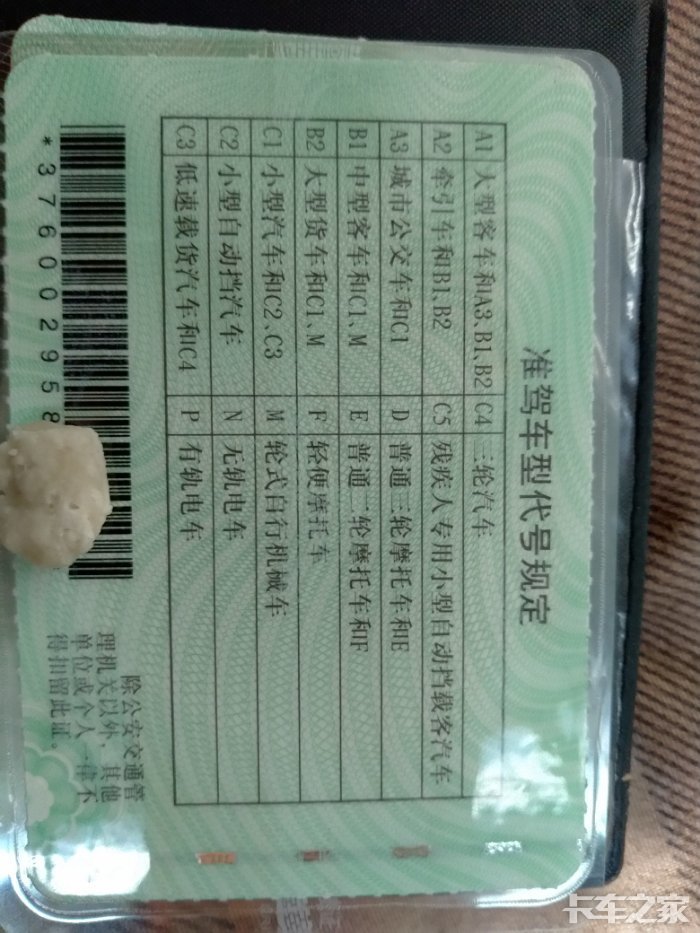 准驾车型代号规定
A1 大型客车和A3、B1、B2 C4 三轮汽车
A2 牵引车和B1、B2 C5 残疾人专用小型自动挡载客汽车
A3 城市公交车和C1 D 普通三轮摩托车和E
B1 中型客车和C1、M E 普通二轮摩托车和F
B2 大型货车和C1、M F 轻便摩托车
C1 小型汽车和C2、C3 M 轮式自行机械车
C2 小型自动挡汽车 N 无轨电车
C3 低速载货汽车和C4 P 有轨电车
*376002958
除公安交通管
理机关以外，其他
单位或个人一律不
得扣留此证。
卡车之家